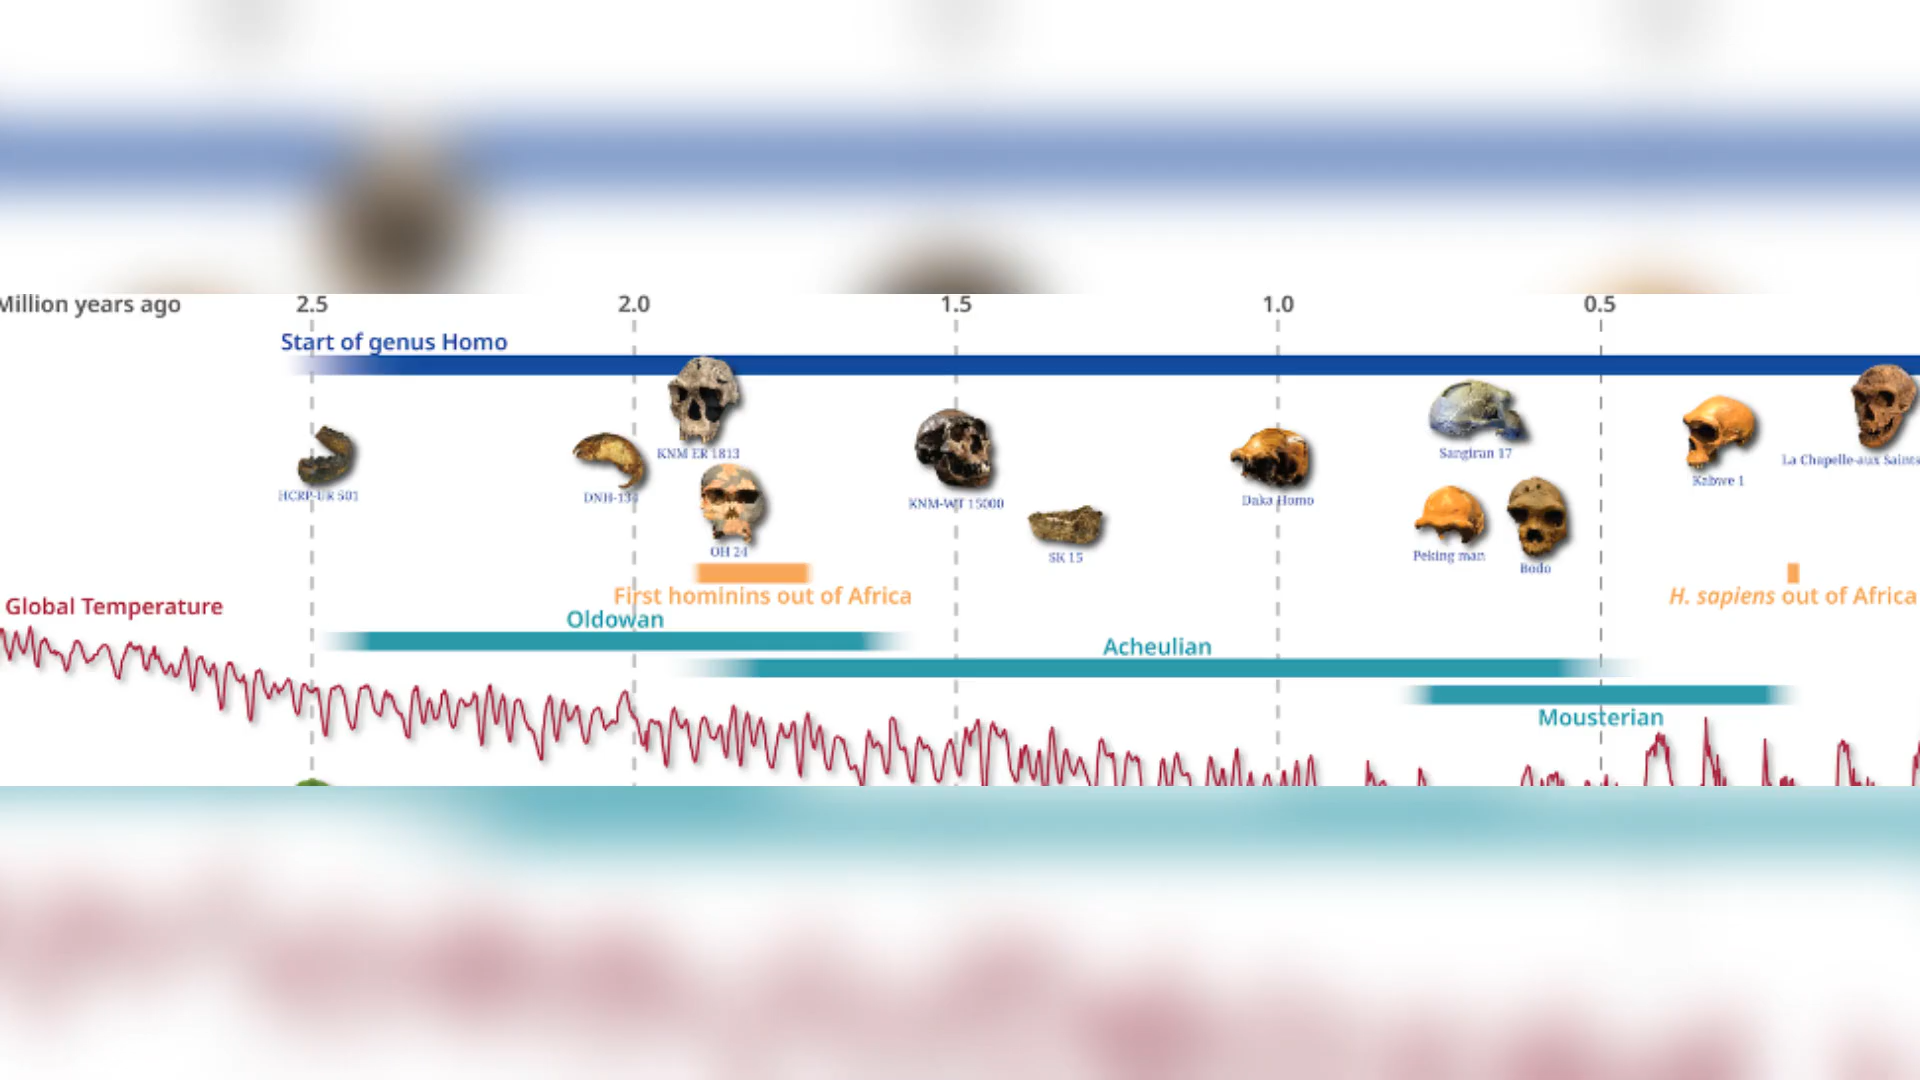 Million years ago 2.5 2.0 1.5 1.0 0.5
Start of genus Homo
KNM ER 1813
Sangiran 17
La Chapelle-aux Saints
Kabwe 1
HCRP-UR 501
DNH-134
KNM-WT 15000
Daka Homo
OH 24
SK 15
Peking man
Bodo
First hominins out of Africa
H. sapiens out of Africa
Global Temperature
Oldowan
Acheulian
Mousterian